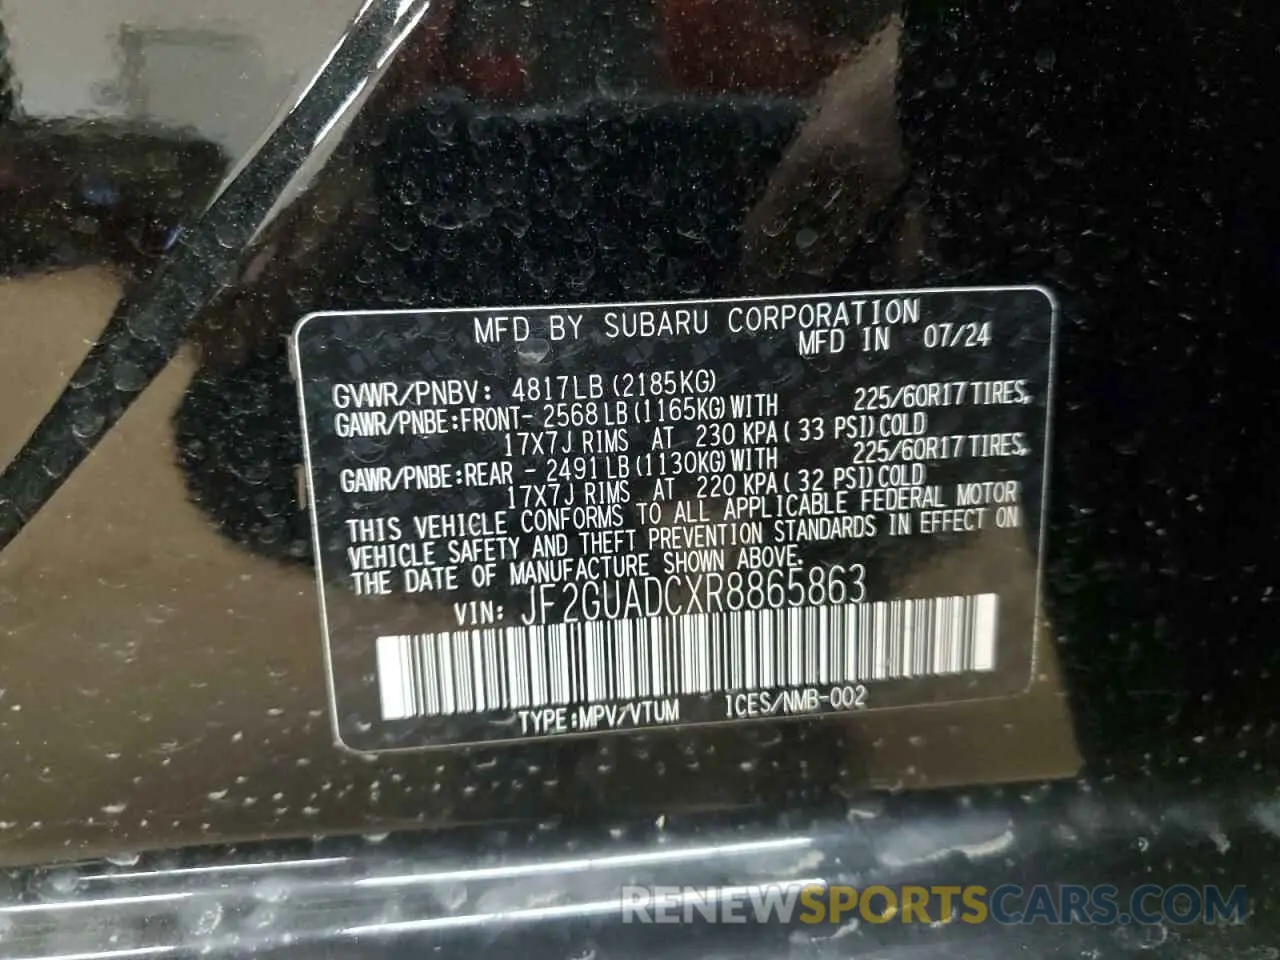 MFD BY SUBARU CORPORATION
MFD IN 07/24
GVWR/PNBV: 4817LB (2185KG)
GAWR/PNBE:FRONT- 2568 LB (1165KG) WITH 225/60R17 TIRES,
17X7J RIMS AT 230 KPA ( 33 PSI) COLD
GAWR/PNBE:REAR - 2491 LB (1130KG) WITH 225/60R17 TIRES,
17X7J RIMS AT 220 KPA ( 32 PSI) COLD
THIS VEHICLE CONFORMS TO ALL APPLICABLE FEDERAL MOTOR
VEHICLE SAFETY AND THEFT PREVENTION STANDARDS IN EFFECT ON
THE DATE OF MANUFACTURE SHOWN ABOVE.
VIN: JF2GUADCXR8865863
TYPE:MPV/VTUM 1CES/NMB-002
RENEWSPORTSCARS.COM